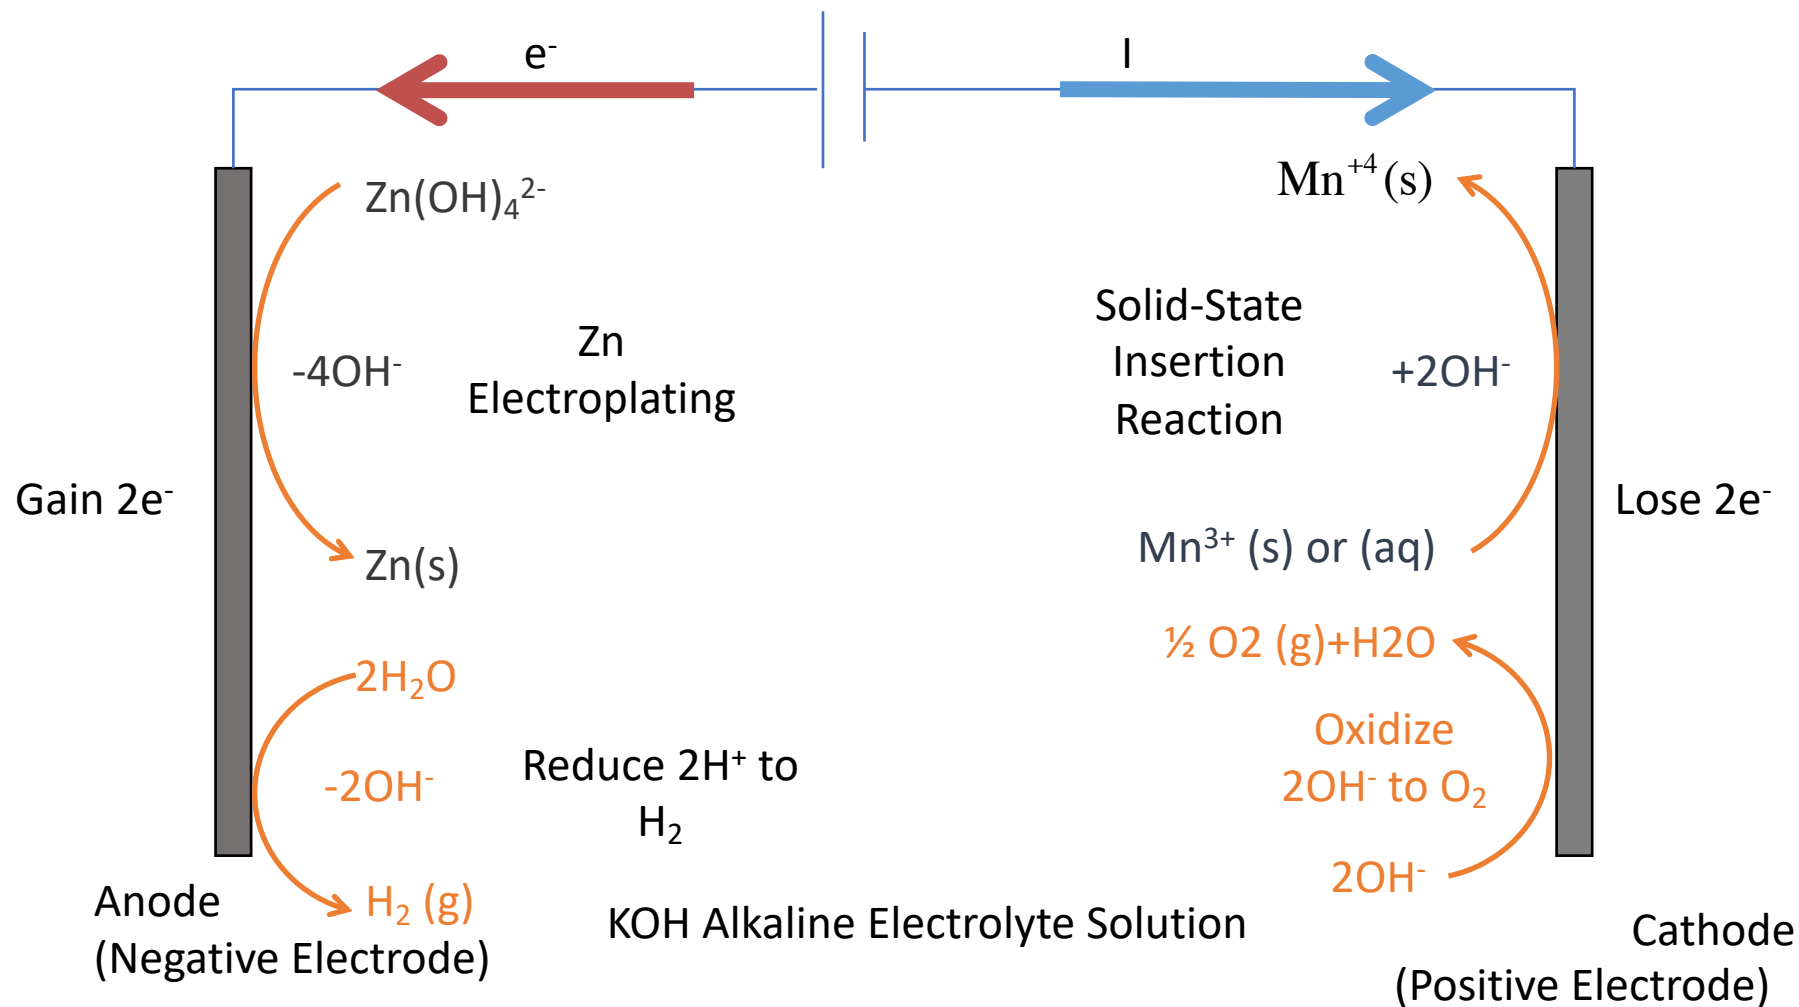 e⁻
I
Zn(OH)₄²⁻
Mn⁺⁴(s)
Zn
Electroplating
-4OH⁻
Solid-State
Insertion
Reaction
+2OH⁻
Gain 2e⁻
Lose 2e⁻
Zn(s)
Mn³⁺ (s) or (aq)
½ O2 (g)+H2O
2H₂O
Oxidize
2OH⁻ to O₂
-2OH⁻
Reduce 2H⁺ to
H₂
2OH⁻
H₂ (g)
Anode
(Negative Electrode)
KOH Alkaline Electrolyte Solution
Cathode
(Positive Electrode)